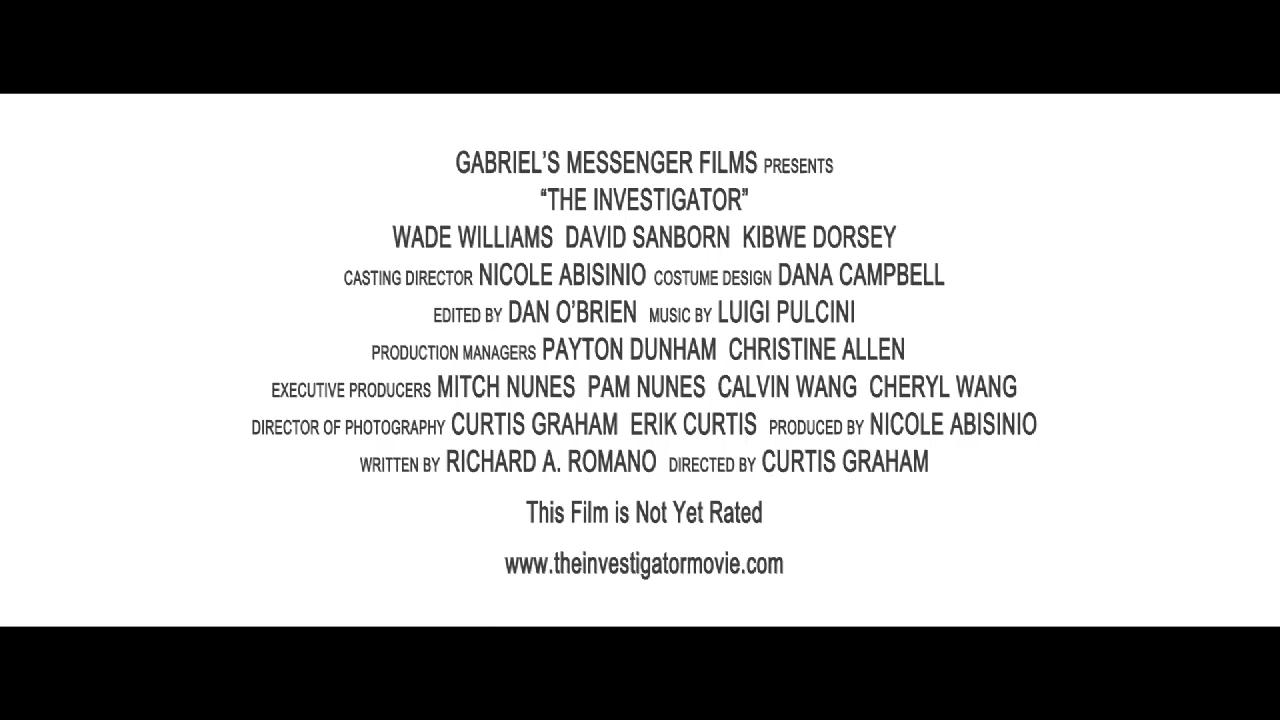 GABRIEL’S MESSENGER FILMS PRESENTS
“THE INVESTIGATOR”
WADE WILLIAMS DAVID SANBORN KIBWE DORSEY
CASTING DIRECTOR NICOLE ABISINIO COSTUME DESIGN DANA CAMPBELL
EDITED BY DAN O’BRIEN MUSIC BY LUIGI PULCINI
PRODUCTION MANAGERS PAYTON DUNHAM CHRISTINE ALLEN
EXECUTIVE PRODUCERS MITCH NUNES PAM NUNES CALVIN WANG CHERYL WANG
DIRECTOR OF PHOTOGRAPHY CURTIS GRAHAM ERIK CURTIS PRODUCED BY NICOLE ABISINIO
WRITTEN BY RICHARD A. ROMANO DIRECTED BY CURTIS GRAHAM
This Film is Not Yet Rated
www.theinvestigatormovie.com